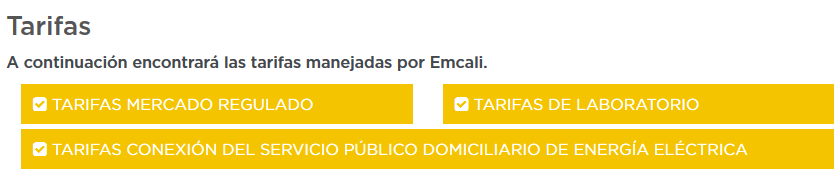 Tarifas
A continuación encontrará las tarifas manejadas por Emcali.
TARIFAS MERCADO REGULADO
TARIFAS DE LABORATORIO
TARIFAS CONEXIÓN DEL SERVICIO PÚBLICO DOMICILIARIO DE ENERGÍA ELÉCTRICA